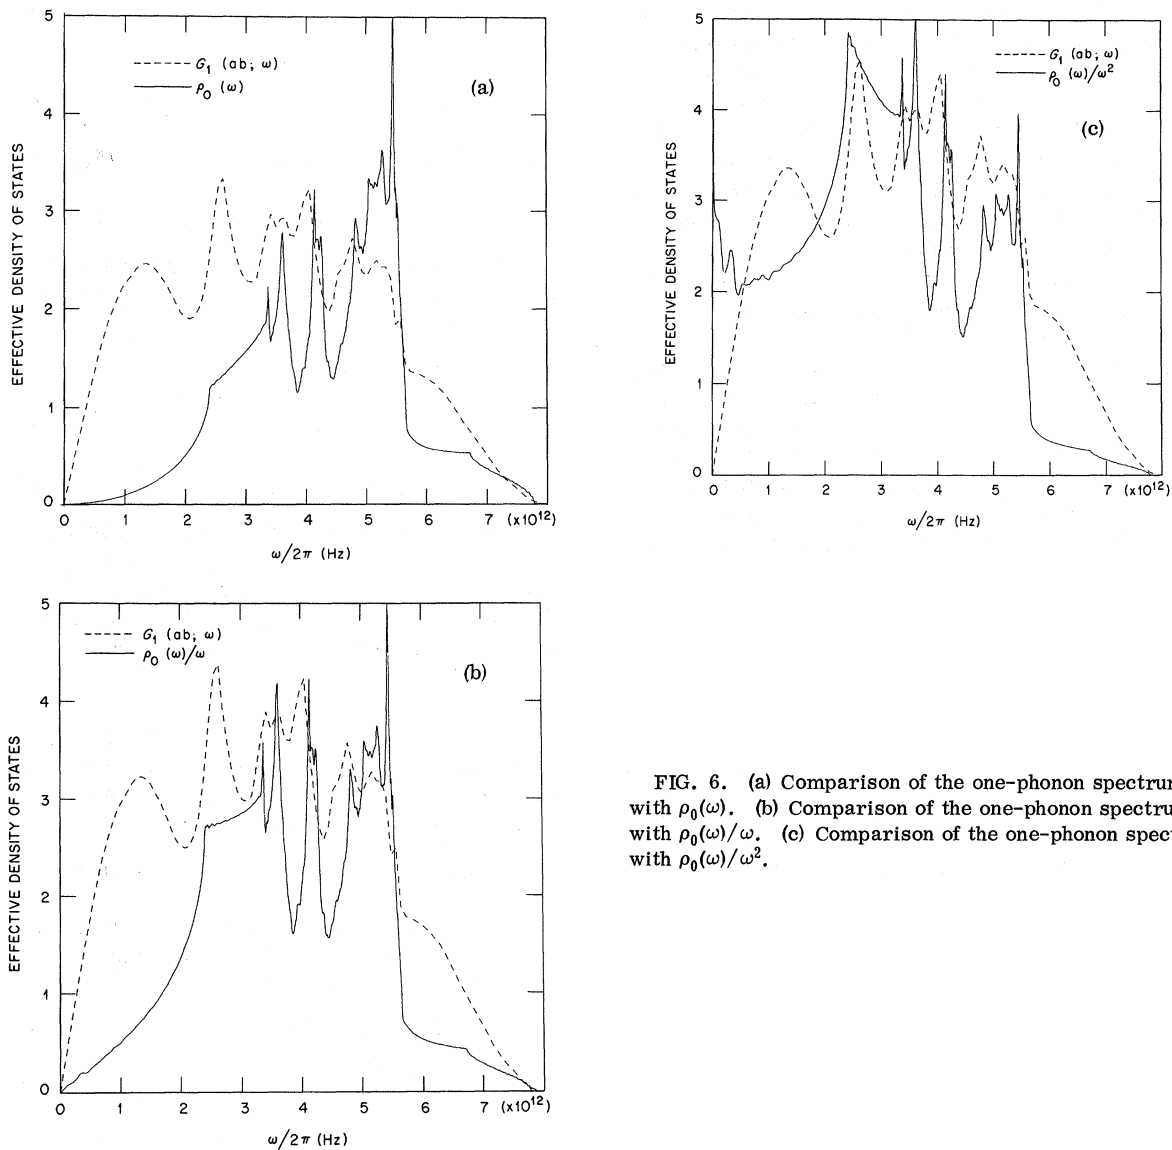 5
4
3
2
1
0
EFFECTIVE DENSITY OF STATES
G₁ (ab; ω)
ρ₀ (ω)
(a)
0 1 2 3 4 5 6 7 (x10¹²)
ω/2π (Hz)
5
4
3
2
1
0
EFFECTIVE DENSITY OF STATES
G₁ (ab; ω)
ρ₀ (ω)/ω²
(c)
0 1 2 3 4 5 6 7 (x10¹²)
ω/2π (Hz)
5
4
3
2
1
0
EFFECTIVE DENSITY OF STATES
G₁ (ab; ω)
ρ₀ (ω)/ω
(b)
0 1 2 3 4 5 6 7 (x10¹²)
ω/2π (Hz)
FIG. 6. (a) Comparison of the one-phonon
with ρ₀(ω). (b) Comparison of the one-phonon
with ρ₀(ω)/ω. (c) Comparison of the one-phonon
with ρ₀(ω)/ω².